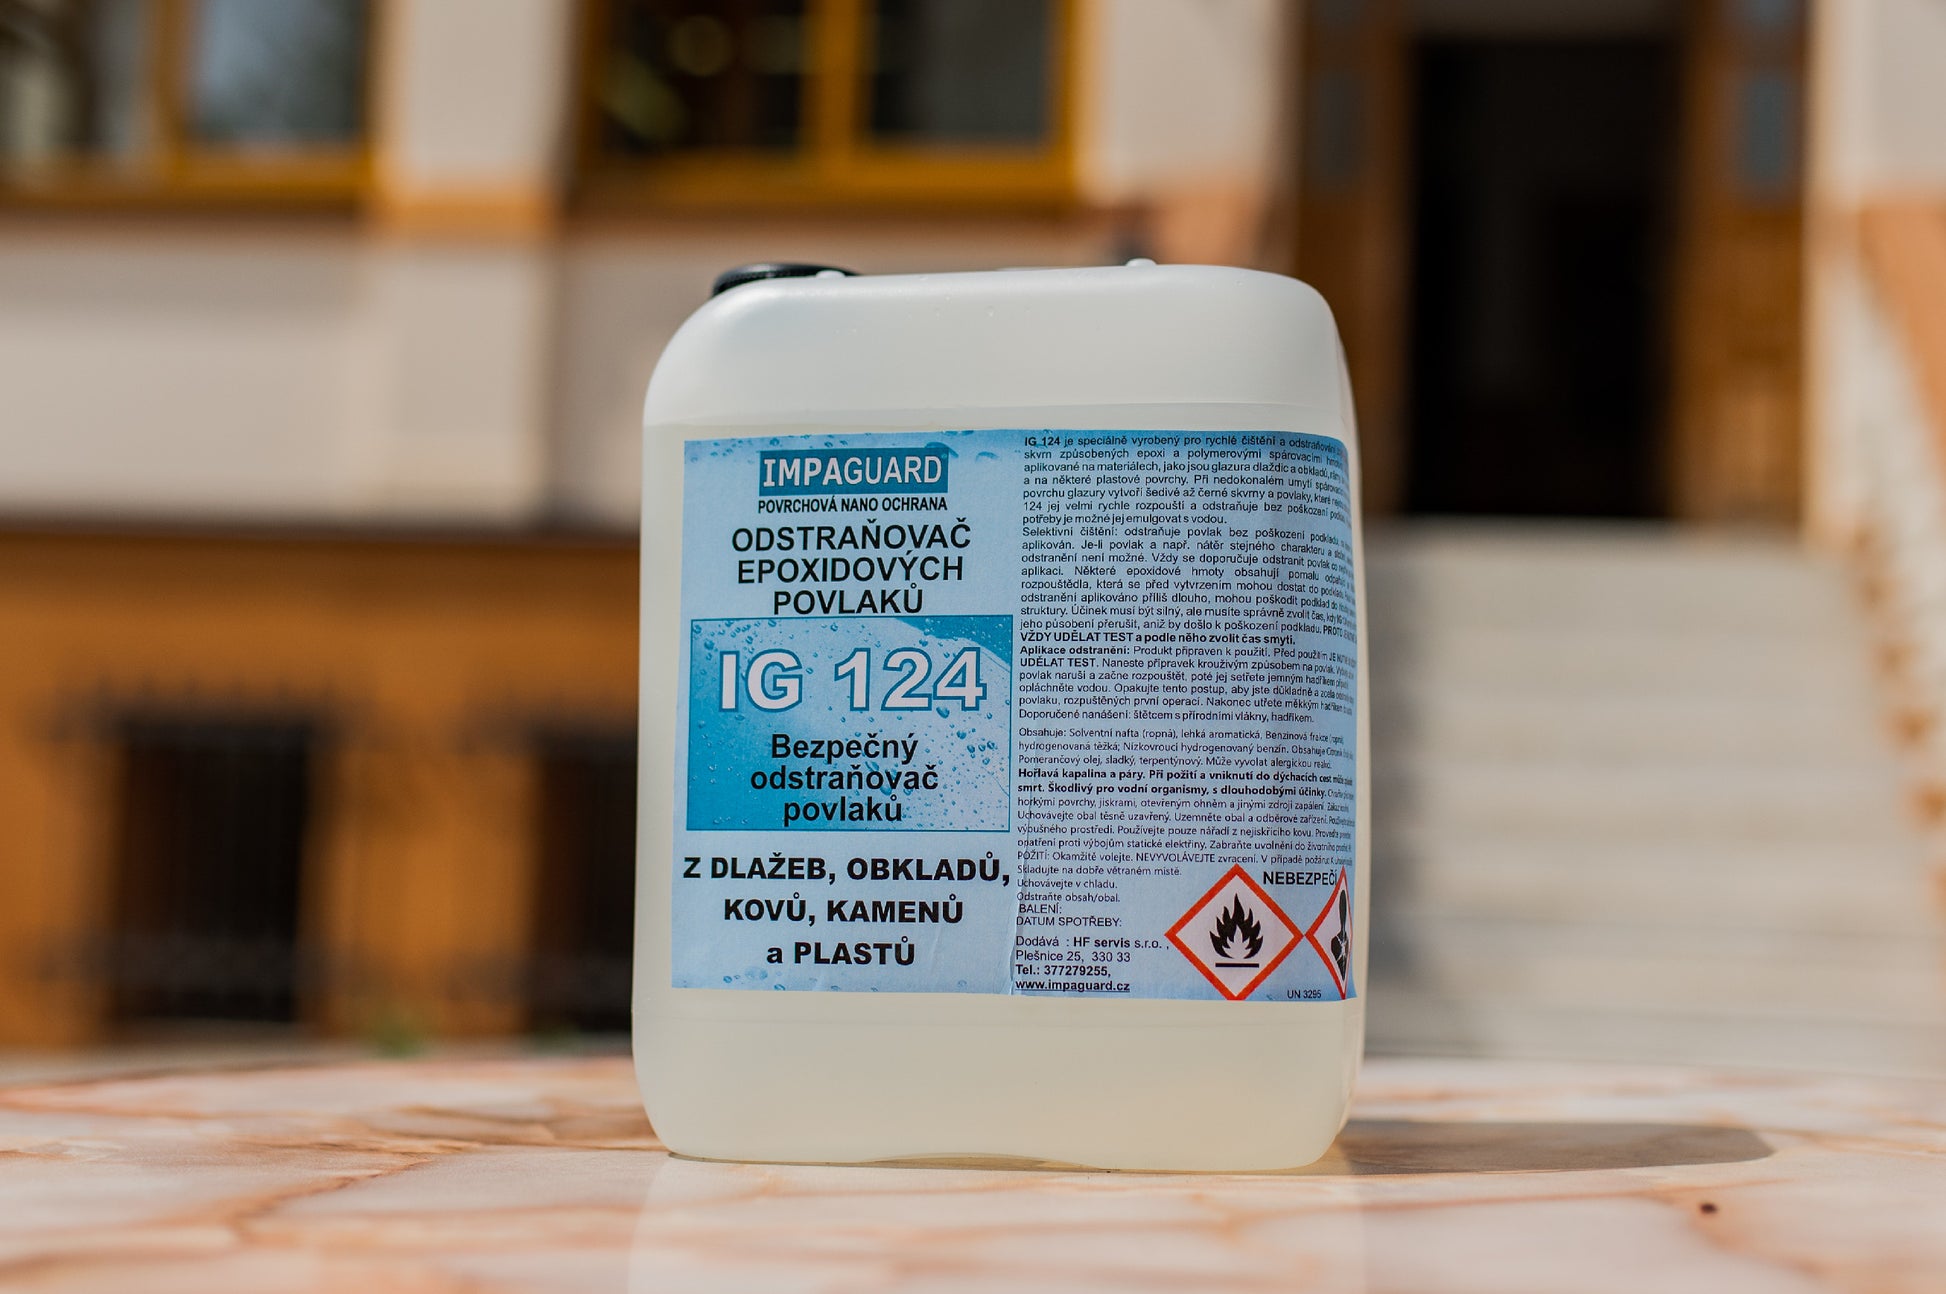 IMPAGUARD
POVRCHOVÁ NANO OCHRANA
ODSTRAŇOVAČ
EPOXIDOVÝCH
POVLAKŮ
IG 124
Bezpečný
odstraňovač
povlaků
Z DLAŽEB, OBKLADŮ,
KOVŮ, KAMENŮ
a PLASTŮ
IG 124 je speciálně vyrobený pro rychlé čištění a odstraňování
skvrn způsobených epoxi a polymerovými spárovacími
aplikované na materiálech, jako jsou glazura dlaždic a obkladů,
a na některé plastové povrchy. Při nedokonalém umytí
povrchu glazury vytvoří šedivé až černé skvrny a povlaky, které
124 jej velmi rychle rozpouští a odstraňuje bez poškození
potřeby je možné jej emulgovat s vodou.
Selektivní čištění: odstraňuje povlak bez poškození podkladu,
aplikován. Je-li povlak a např. nátěr stejného charakteru a
odstranění není možné. Vždy se doporučuje odstranit povlak
aplikaci. Některé epoxidové hmoty obsahují pomalu
rozpouštědla, která se před vytvrzením mohou dostat do
odstranění aplikováno příliš dlouho, mohou poškodit podklad do
struktury. Účinek musí být silný, ale musíte správně zvolit čas, kdy
jeho působení přerušit, aniž by došlo k poškození podkladu.
VŽDY UDĚLAT TEST a podle něho zvolit čas smytí.
Aplikace odstranění: Produkt připraven k použití. Před použitím JE
UDĚLAT TEST. Naneste přípravek krouživým způsobem na povlak.
povlak naruší a začne rozpouštět, poté jej setřete jemným hadříkem
opláchněte vodou. Opakujte tento postup, aby jste důkladně a zcela
povlaku, rozpuštěných první operací. Nakonec utřete měkkým
Doporučené nanášení: štětcem s přírodními vlákny, hadříkem.
Obsahuje: Solventní nafta (ropná), lehká aromatická, Benzínová frakce
hydrogenovaná těžká; Nízkovroucí hydrogenovaný benzín. Obsahuje
Pomerančový olej, sladký, terpentýnový. Může vyvolat alergickou reakci.
Hořlavá kapalina a páry. Při požití a vniknutí do dýchacích cest může
smrt. Škodlivý pro vodní organismy, s dlouhodobými účinky.
horkými povrchy, jiskrami, otevřeným ohněm a jinými zdroji zapálení.
Uchovávejte obal těsně uzavřený. Uzemněte obal a odběrové zařízení.
výbušného prostředí. Používejte pouze nářadí z nejiskřícího kovu. Proveďte
opatření proti výbojům statické elektřiny. Zabraňte uvolnění do životního
POŽITÍ: Okamžitě volejte. NEVYVOLÁVEJTE zvracení. V případě požáru:
Skladujte na dobře větraném místě.
Uchovávejte v chladu.
Odstraňte obsah/obal.
BALENÍ:
DATUM SPOTŘEBY:
Dodává : HF servis s.r.o. ,
Plešnice 25, 330 33
Tel.: 377279255,
www.impaguard.cz
NEBEZPEČÍ
UN 3295